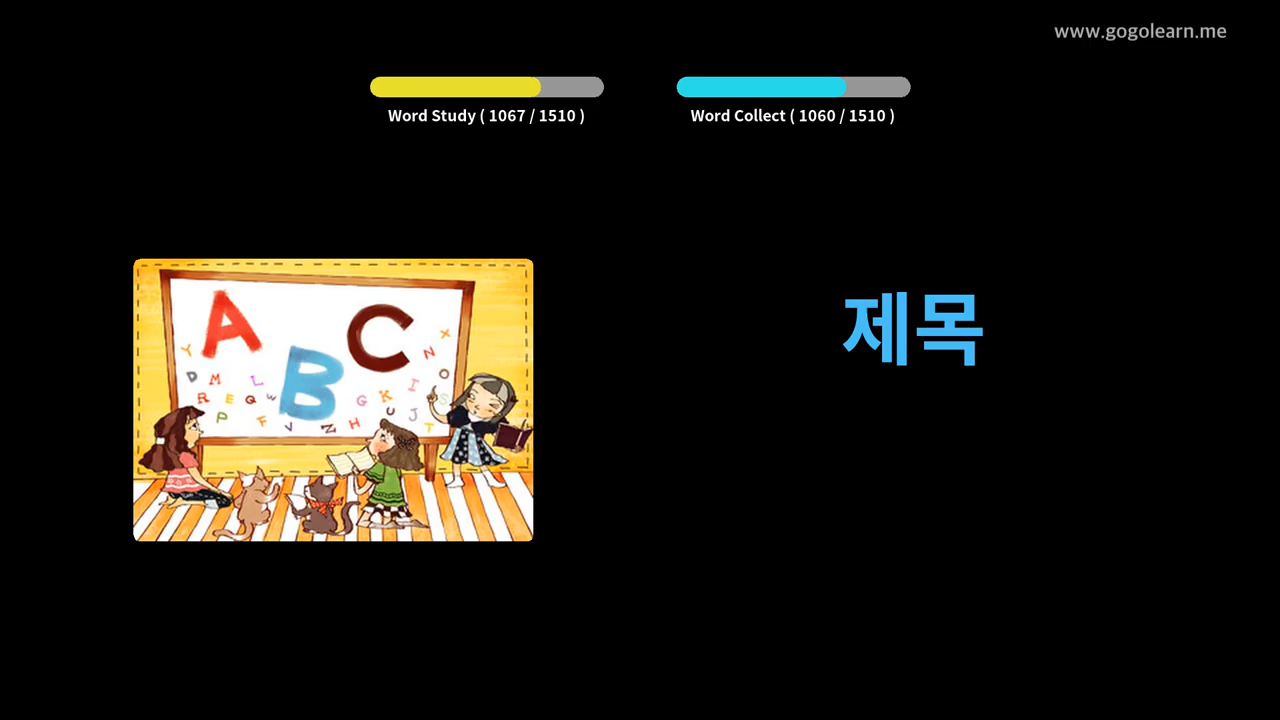 www.gogolearn.me
Word Study ( 1067 / 1510 )
Word Collect ( 1060 / 1510 )
제목
A
B
C
X
Y
N
D
M
L
I
O
R
E
Q
W
G
K
S
P
F
V
Z
H
U
J
T